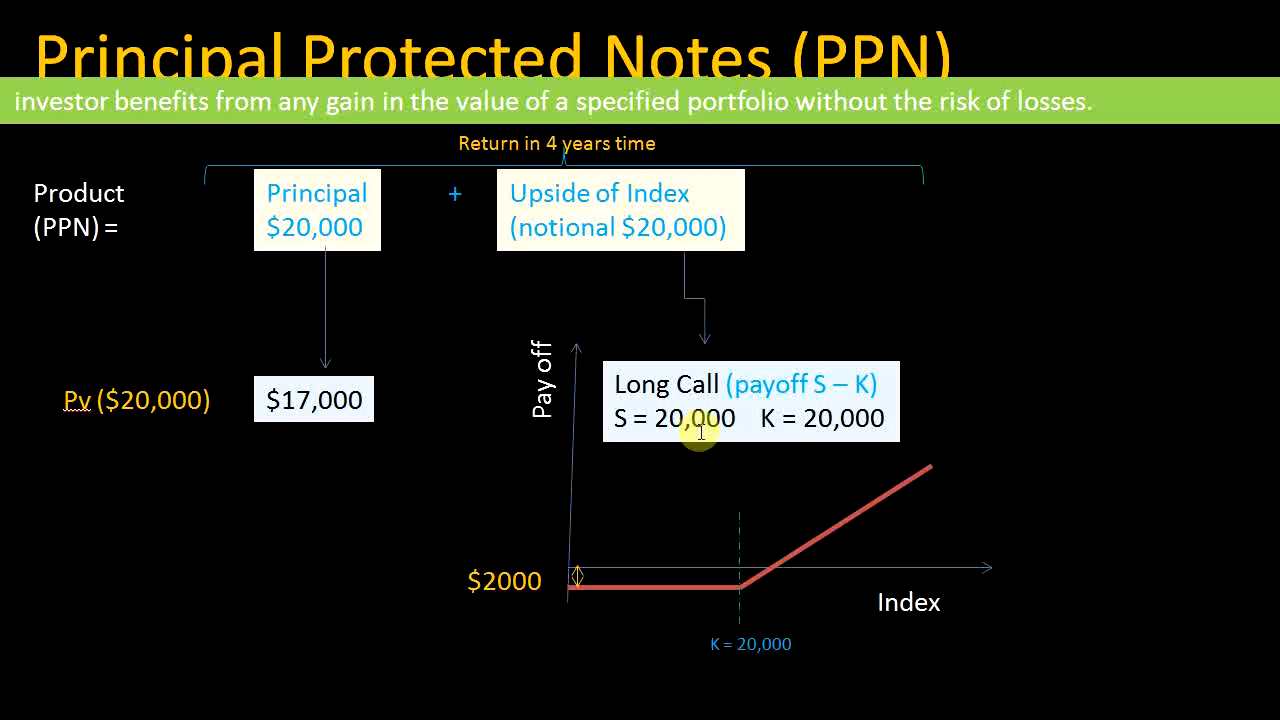 Principal Protected Notes (PPN)
investor benefits from any gain in the value of a specified portfolio without the risk of losses.
Return in 4 years time
Product
(PPN) =
Principal
$20,000
+
Upside of Index
(notional $20,000)
Pv ($20,000)
$17,000
Pay off
Long Call (payoff S – K)
S = 20,000 K = 20,000
$2000
Index
K = 20,000